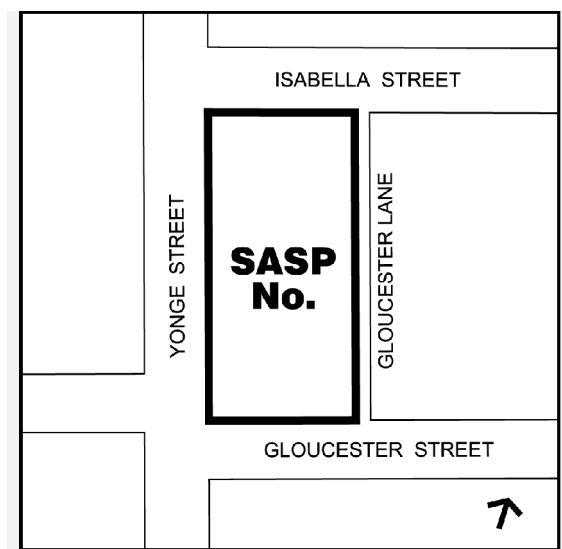 ISABELLA STREET
YONGE STREET
SASP
No.
GLOUCESTER LANE
GLOUCESTER STREET